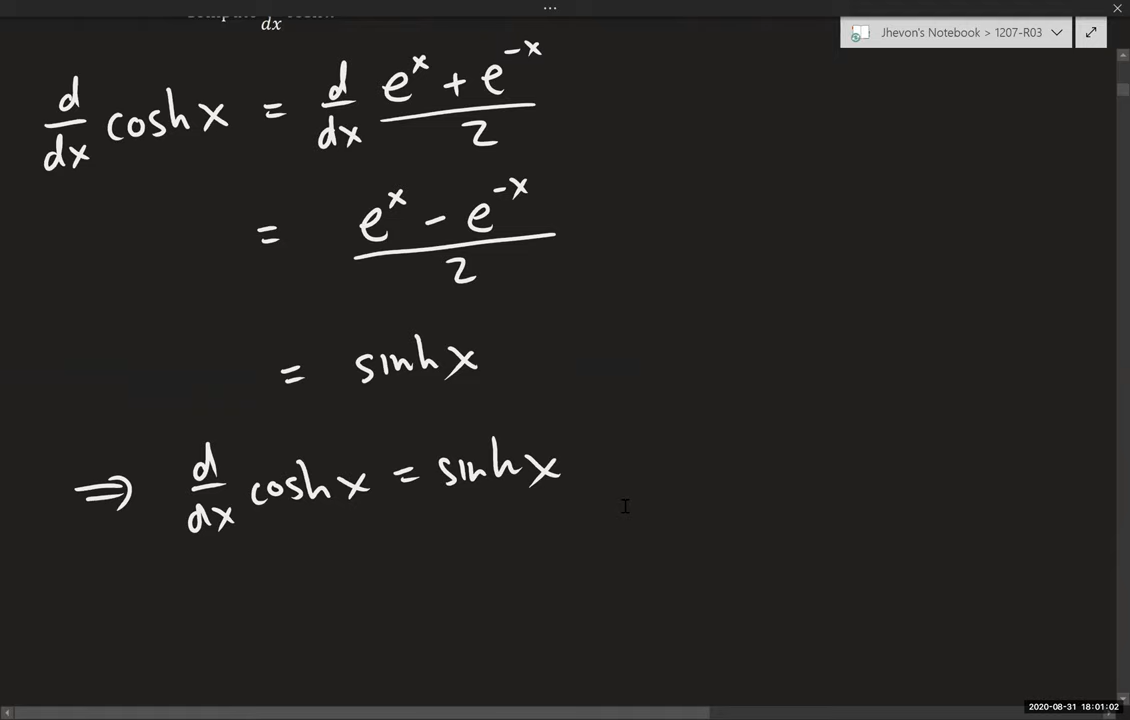 dx
Jhevon's Notebook > 1207-R03
d/dx cosh x = d/dx (e^x + e^-x)/2
= (e^x - e^-x)/2
= sinh x
⇒ d/dx cosh x = sinh x
2020-08-31 18:01:02